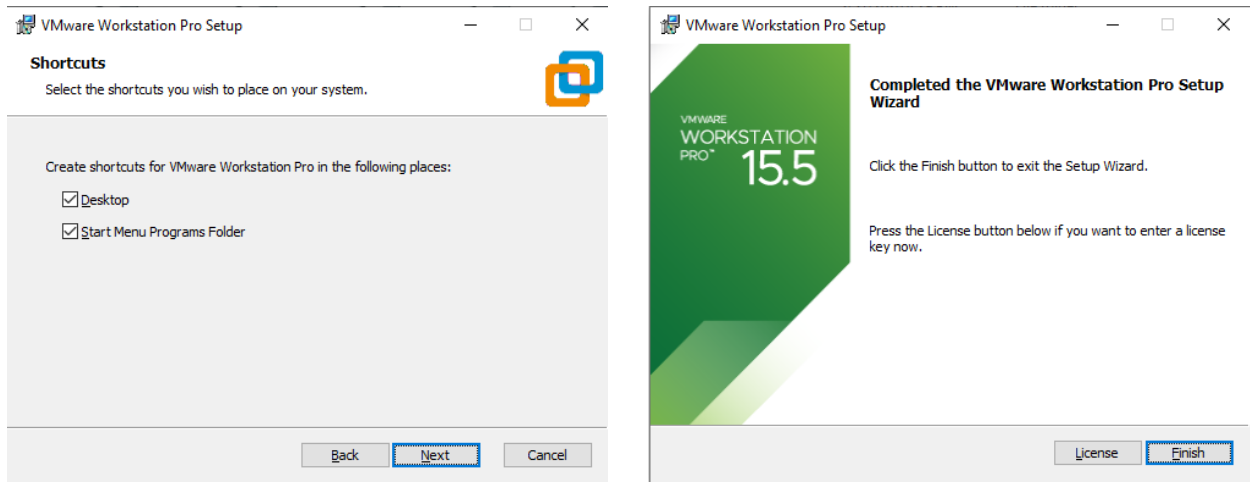 VMware Workstation Pro Setup
Shortcuts
Select the shortcuts you wish to place on your system.
Create shortcuts for VMware Workstation Pro in the following places:
Desktop
Start Menu Programs Folder
Back
Next
Cancel
VMware Workstation Pro Setup
VMWARE
WORKSTATION
PRO™ 15.5
Completed the VMware Workstation Pro Setup
Wizard
Click the Finish button to exit the Setup Wizard.
Press the License button below if you want to enter a license
key now.
License
Finish